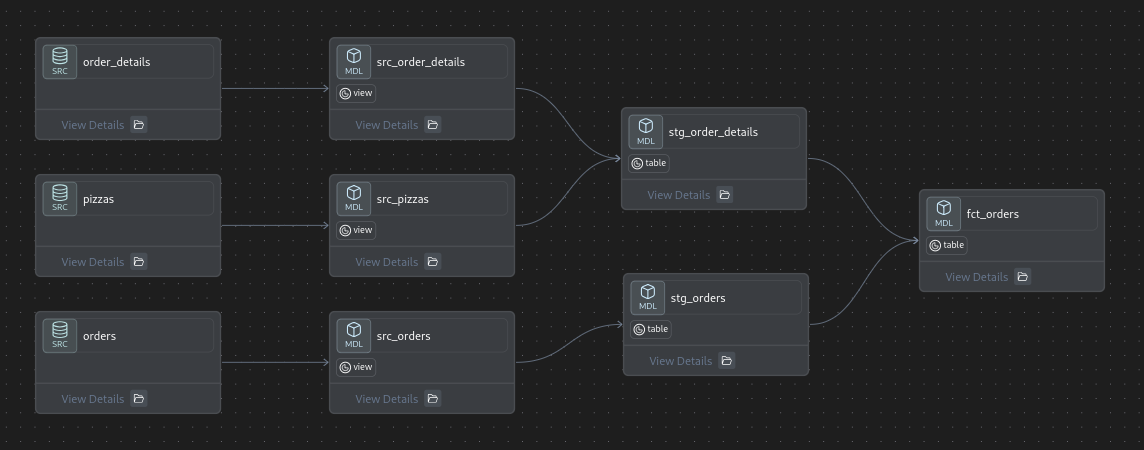 order_details
SRC
View Details
src_order_details
MDL
view
View Details
pizzas
SRC
View Details
src_pizzas
MDL
view
View Details
orders
SRC
View Details
src_orders
MDL
view
View Details
stg_order_details
MDL
table
View Details
stg_orders
MDL
table
View Details
fct_orders
MDL
table
View Details